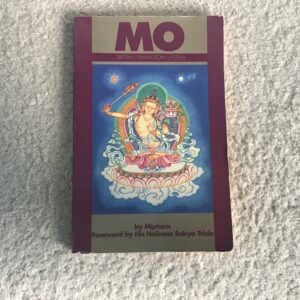 MO
TIBETAN DIVINATION SYSTEM
by Mipham
Foreword by His Holiness Sakya Trizin